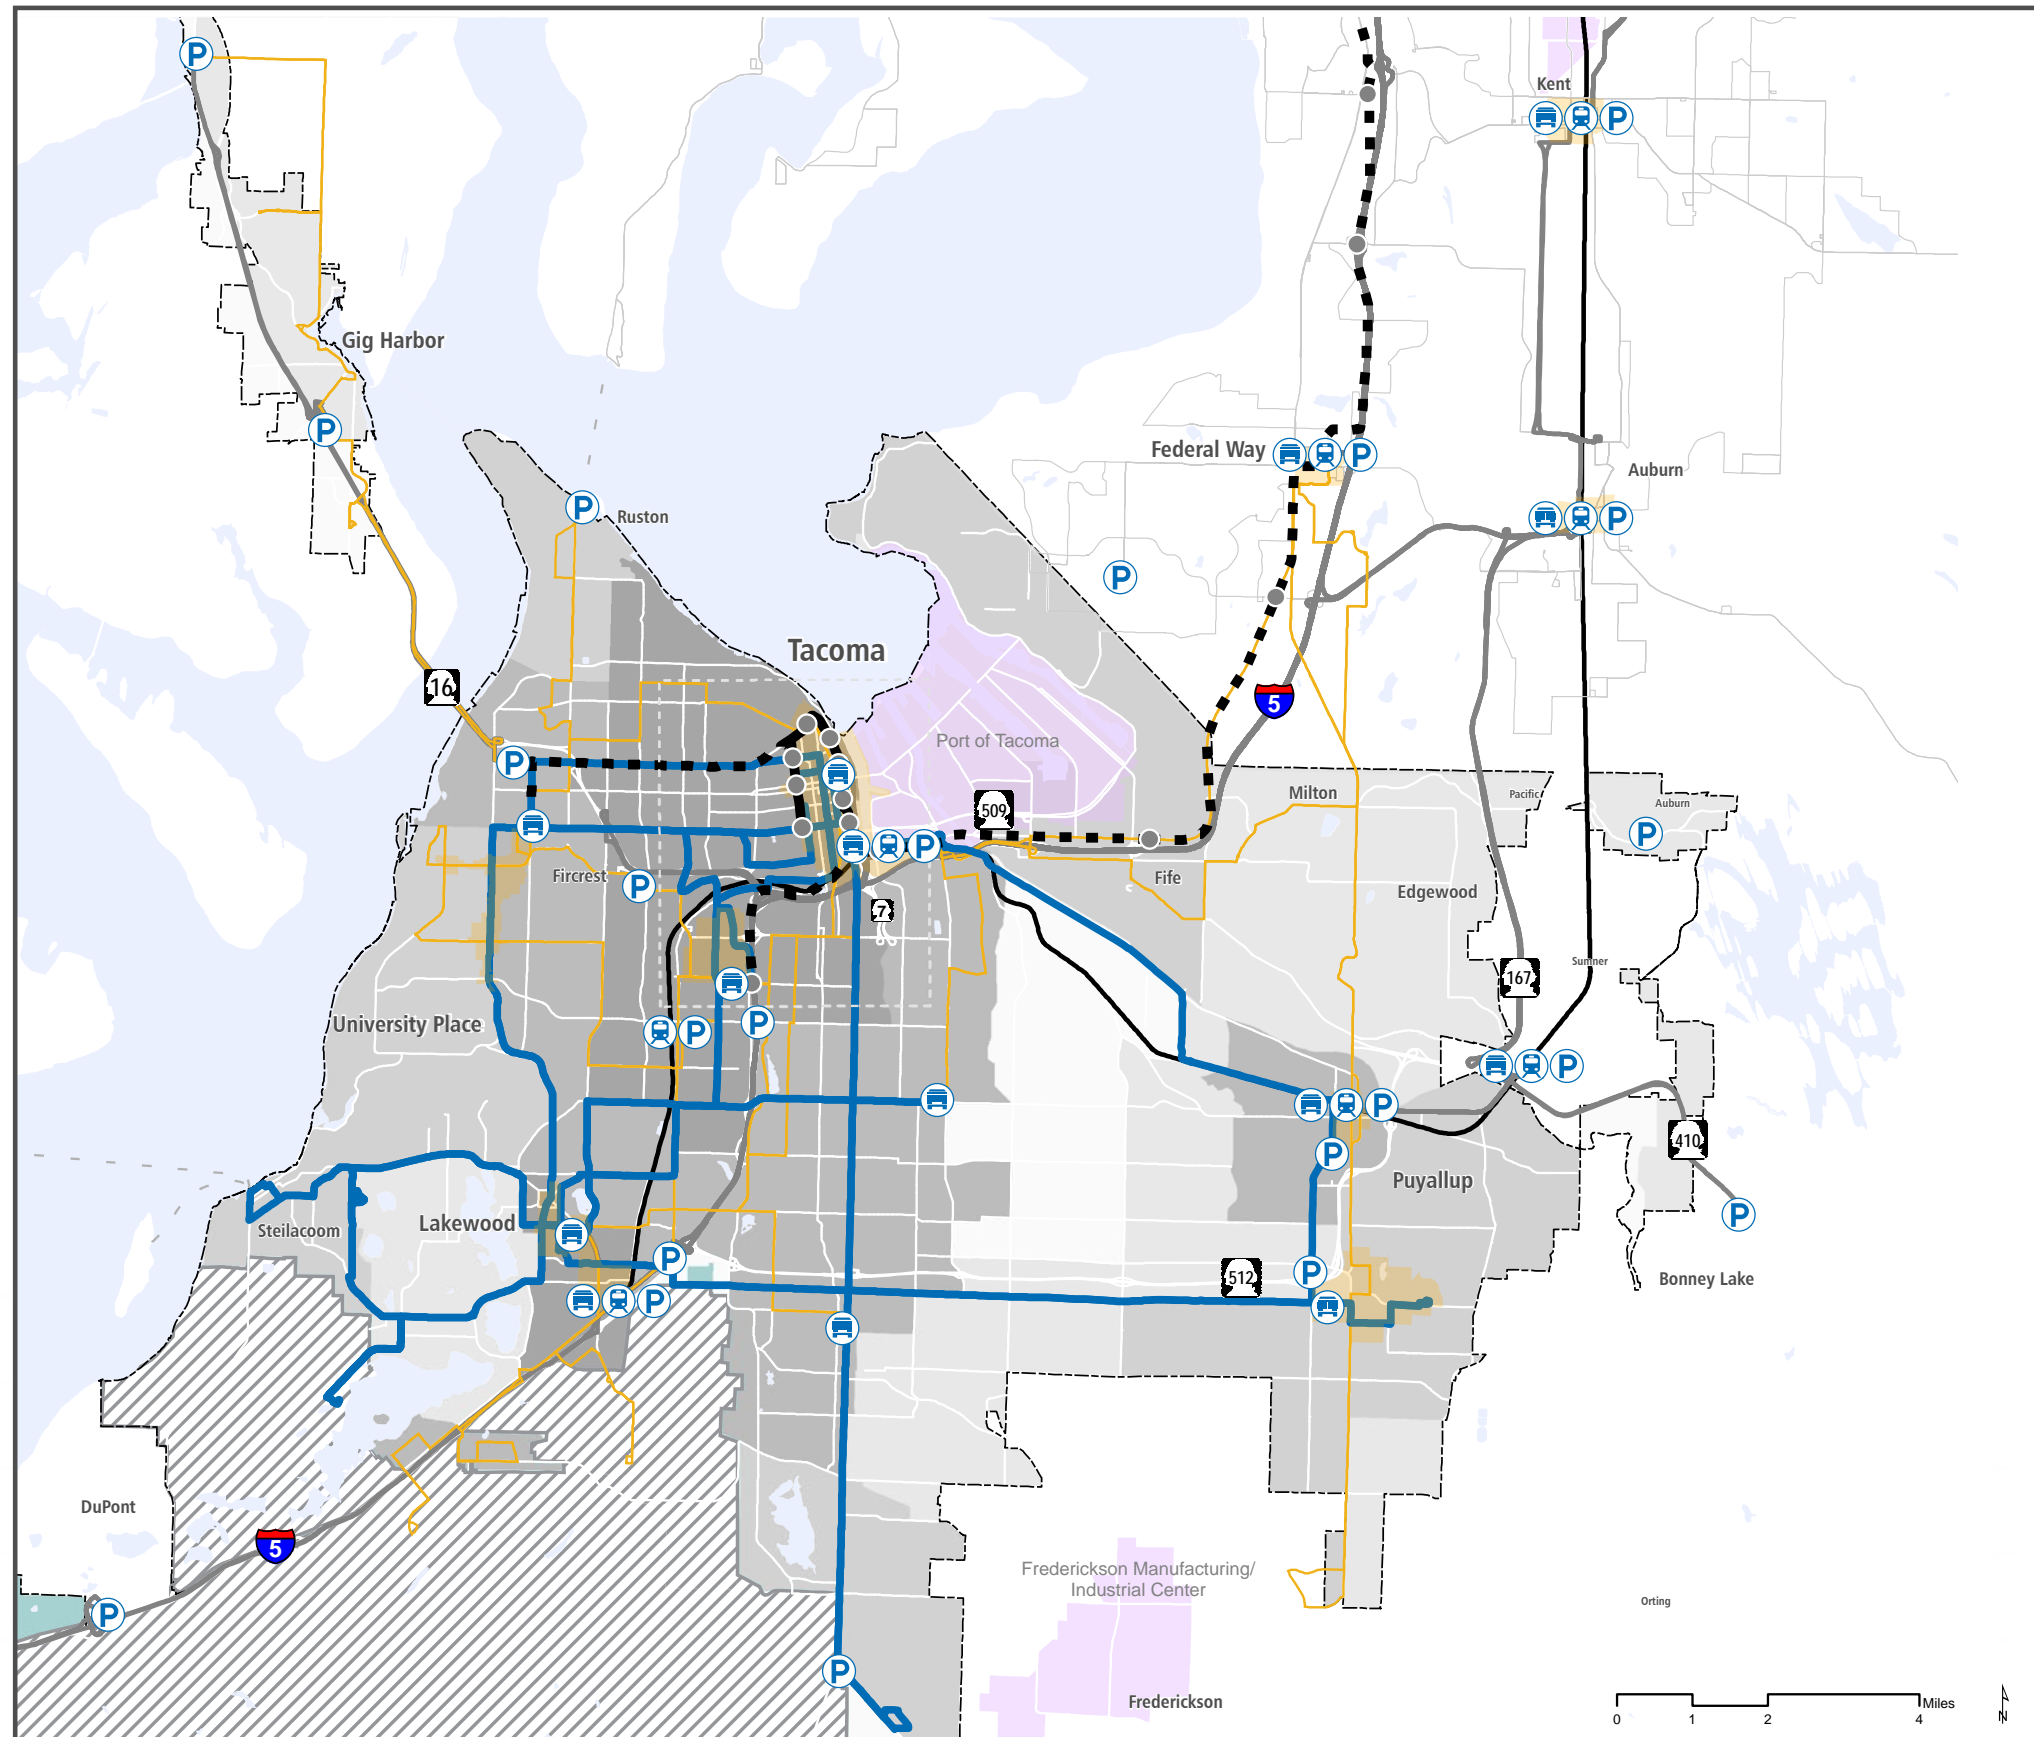 P
Kent
P
Gig Harbor
P
Federal Way
P
Auburn
P
P
Ruston
P
Tacoma
16
5
Port of Tacoma
P
509
Milton
Pacific
Auburn
P
P
Fircrest
P
Fife
Edgewood
7
Sumner
167
University Place
P
P
P
P
410
P
Puyallup
Lakewood
Steilacoom
P
P
P
512
P
Bonney Lake
DuPont
5
Frederickson Manufacturing/
Industrial Center
Orting
P
P
Frederickson
Miles
0 1 2 4
N